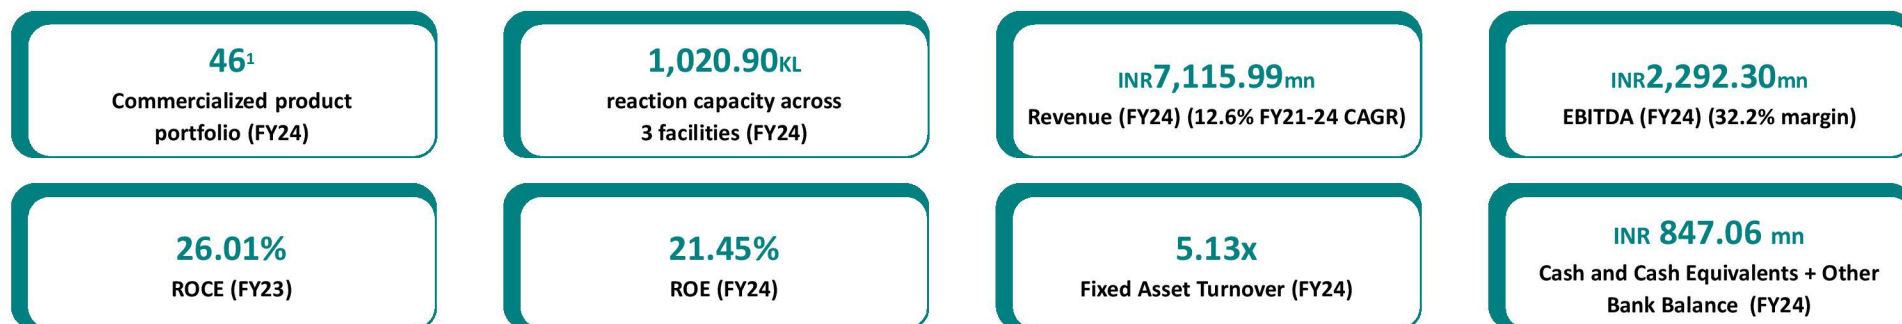 46¹
Commercialized product
portfolio (FY24)
1,020.90KL
reaction capacity across
3 facilities (FY24)
INR7,115.99mn
Revenue (FY24) (12.6% FY21-24 CAGR)
INR2,292.30mn
EBITDA (FY24) (32.2% margin)
26.01%
ROCE (FY23)
21.45%
ROE (FY24)
5.13x
Fixed Asset Turnover (FY24)
INR 847.06 mn
Cash and Cash Equivalents + Other
Bank Balance (FY24)